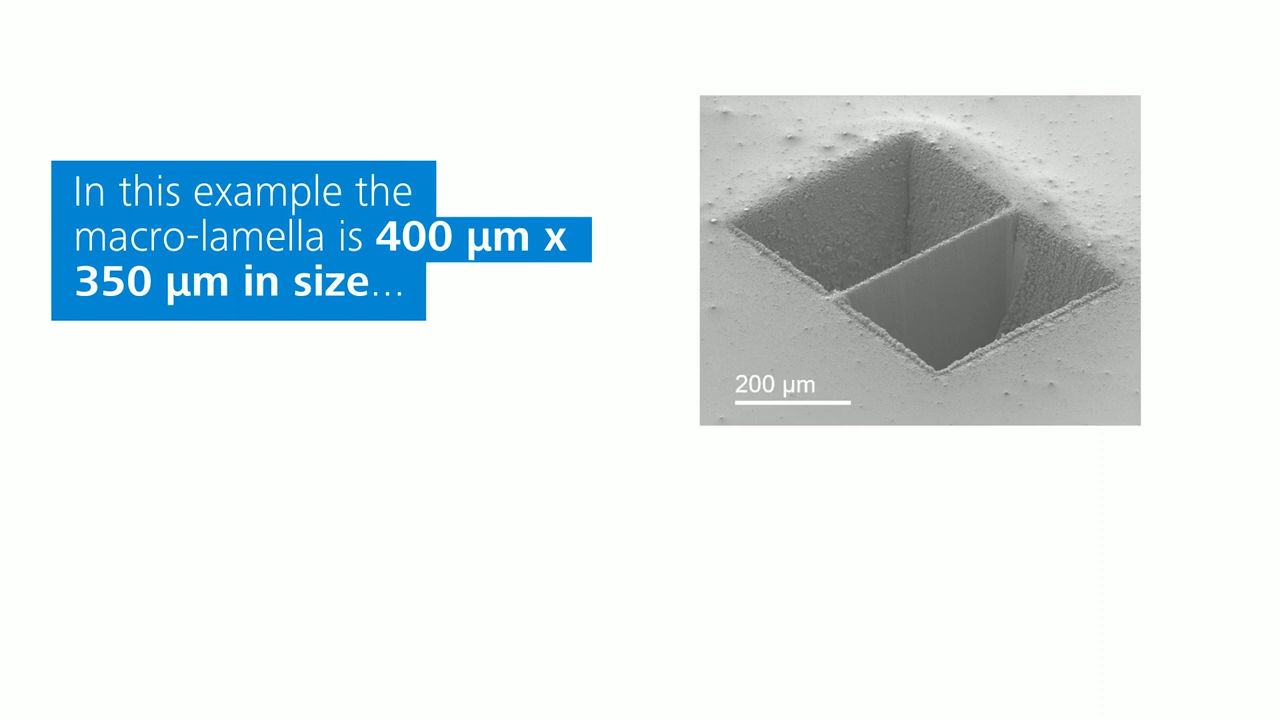 In this example the
macro-lamella is 400 µm x
350 µm in size...
200 µm